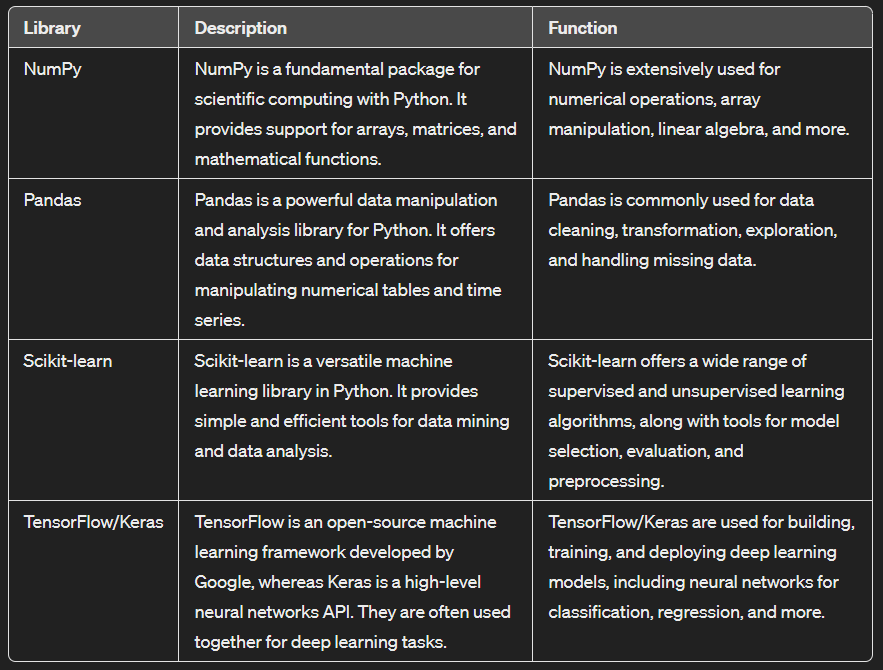 Library Description Function
NumPy
NumPy is a fundamental package for
scientific computing with Python. It
provides support for arrays, matrices, and
mathematical functions.
NumPy is extensively used for
numerical operations, array
manipulation, linear algebra, and more.
Pandas
Pandas is a powerful data manipulation
and analysis library for Python. It offers
data structures and operations for
manipulating numerical tables and time
series.
Pandas is commonly used for data
cleaning, transformation, exploration,
and handling missing data.
Scikit-learn
Scikit-learn is a versatile machine
learning library in Python. It provides
simple and efficient tools for data mining
and data analysis.
Scikit-learn offers a wide range of
supervised and unsupervised learning
algorithms, along with tools for model
selection, evaluation, and
preprocessing.
TensorFlow/Keras
TensorFlow is an open-source machine
learning framework developed by
Google, whereas Keras is a high-level
neural networks API. They are often used
together for deep learning tasks.
TensorFlow/Keras are used for building,
training, and deploying deep learning
models, including neural networks for
classification, regression, and more.